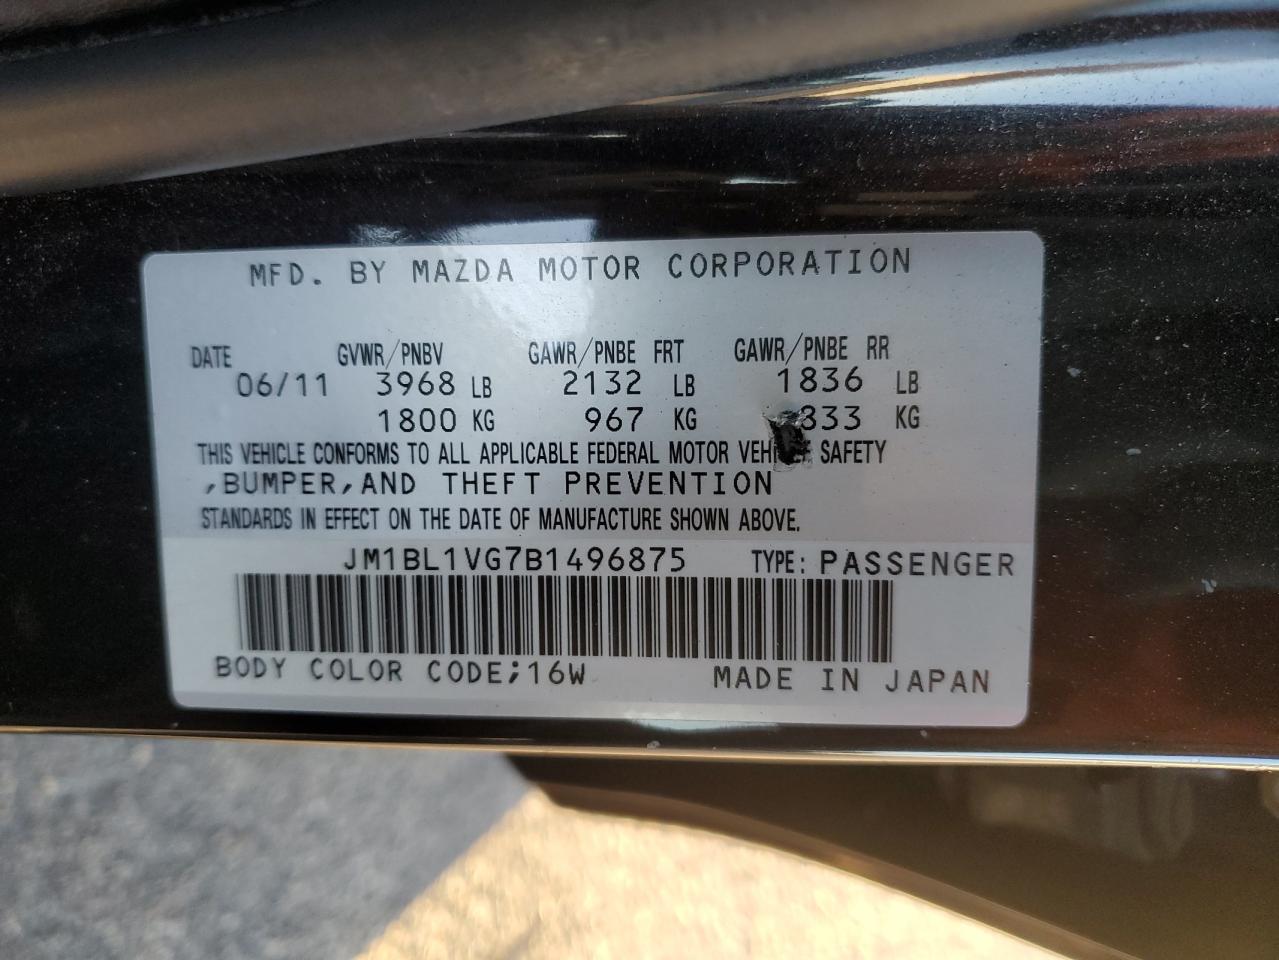 MFD. BY MAZDA MOTOR CORPORATION
DATE GVWR/PNBV GAWR/PNBE FRT GAWR/PNBE RR
06/11 3968 LB 2132 LB 1836 LB
1800 KG 967 KG 833 KG
THIS VEHICLE CONFORMS TO ALL APPLICABLE FEDERAL MOTOR VEHICLE SAFETY
,BUMPER,AND THEFT PREVENTION
STANDARDS IN EFFECT ON THE DATE OF MANUFACTURE SHOWN ABOVE.
JM1BL1VG7B1496875 TYPE: PASSENGER
BODY COLOR CODE;16W MADE IN JAPAN